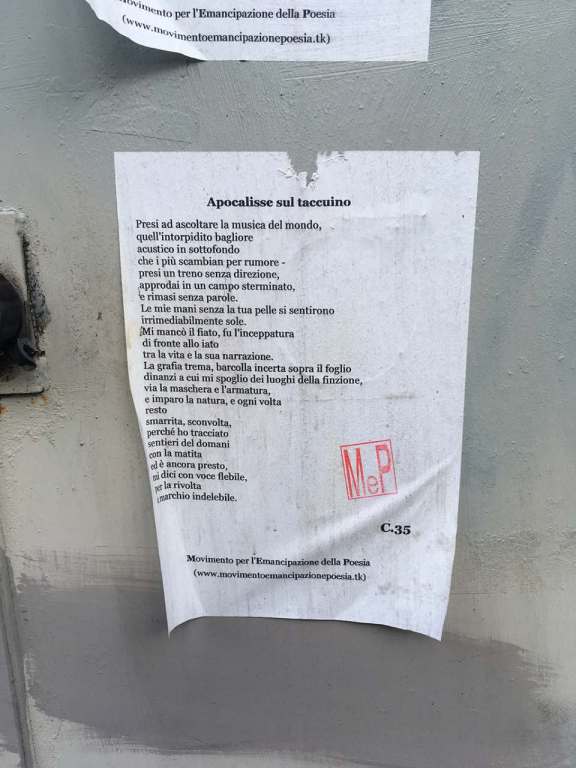 Movimento per l'Emancipazione della Poesia
(www.movimentoemancipazionepoesia.tk)
Apocalisse sul taccuino
Presi ad ascoltare la musica del mondo,
quell'intorpidito bagliore
acustico in sottofondo
che i più scambian per rumore -
presi un treno senza direzione,
approdai in un campo sterminato,
e rimasi senza parole.
Le mie mani senza la tua pelle si sentirono
irrimediabilmente sole.
Mi mancò il fiato, fu l'inceppatura
di fronte allo iato
tra la vita e la sua narrazione.
La grafia trema, barcolla incerta sopra il foglio
dinanzi a cui mi spoglio dei luoghi della finzione,
via la maschera e l'armatura,
e imparo la natura, e ogni volta
resto
smarrita, sconvolta,
perché ho tracciato
sentieri del domani
con la matita
ed è ancora presto,
mi dici con voce flebile,
per la rivolta
marchio indelebile.
MeP
C.35
Movimento per l'Emancipazione della Poesia
(www.movimentoemancipazionepoesia.tk)